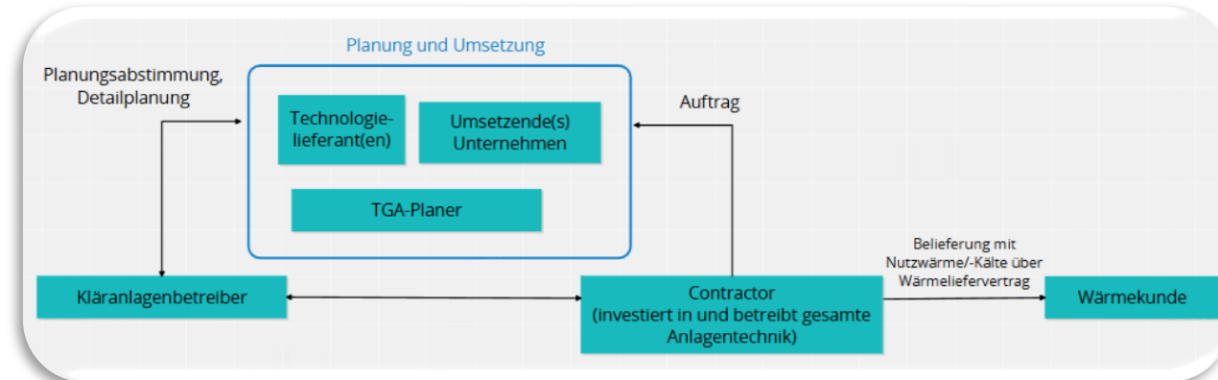 Planung und Umsetzung
Planungsabstimmung,
Detailplanung
Technologie-
lieferant(en)
Umsetzende(s)
Unternehmen
TGA-Planer
Auftrag
Kläranlagenbetreiber
Contractor
(investiert in und betreibt gesamte
Anlagentechnik)
Belieferung mit
Nutzwärme/-Kälte über
Wärmeliefervertrag
Wärmekunde